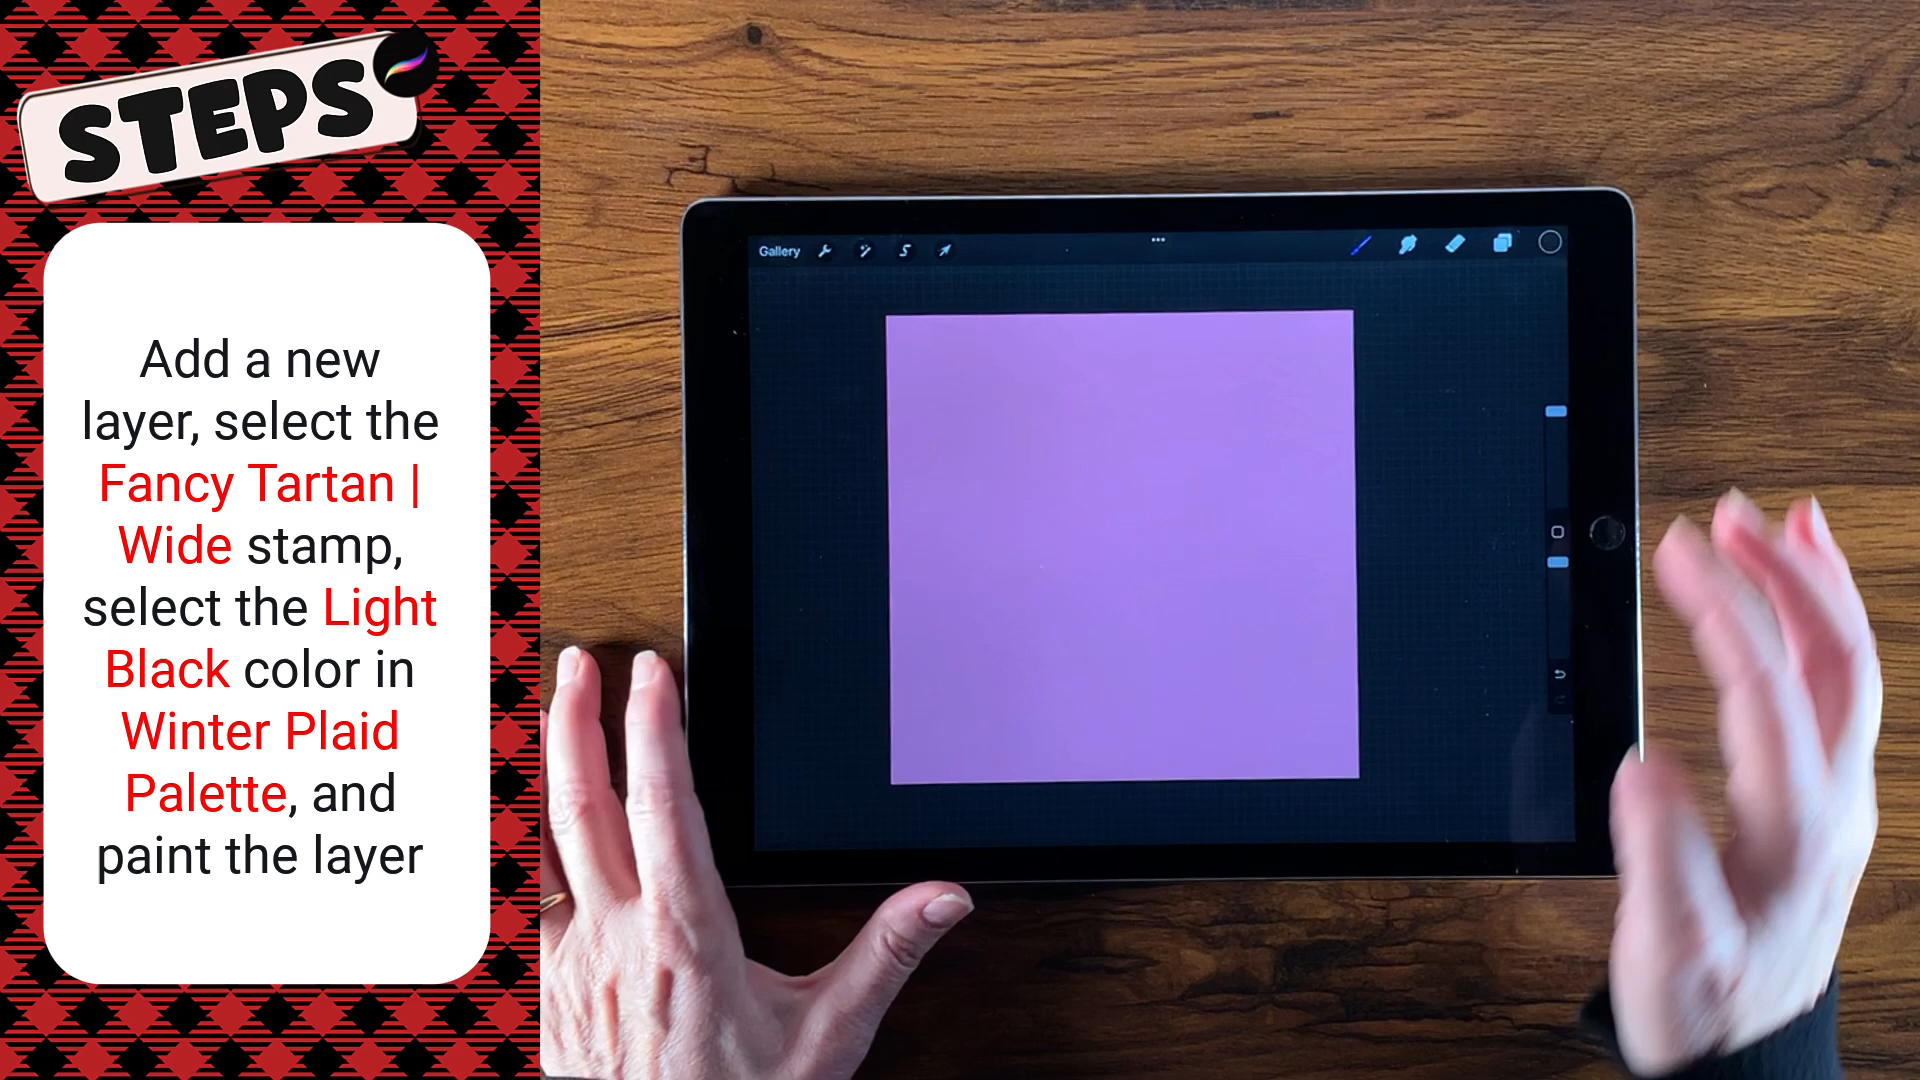 STEPS
Add a new
layer, select the
Fancy Tartan |
Wide stamp,
select the Light
Black color in
Winter Plaid
Palette, and
paint the layer
Gallery